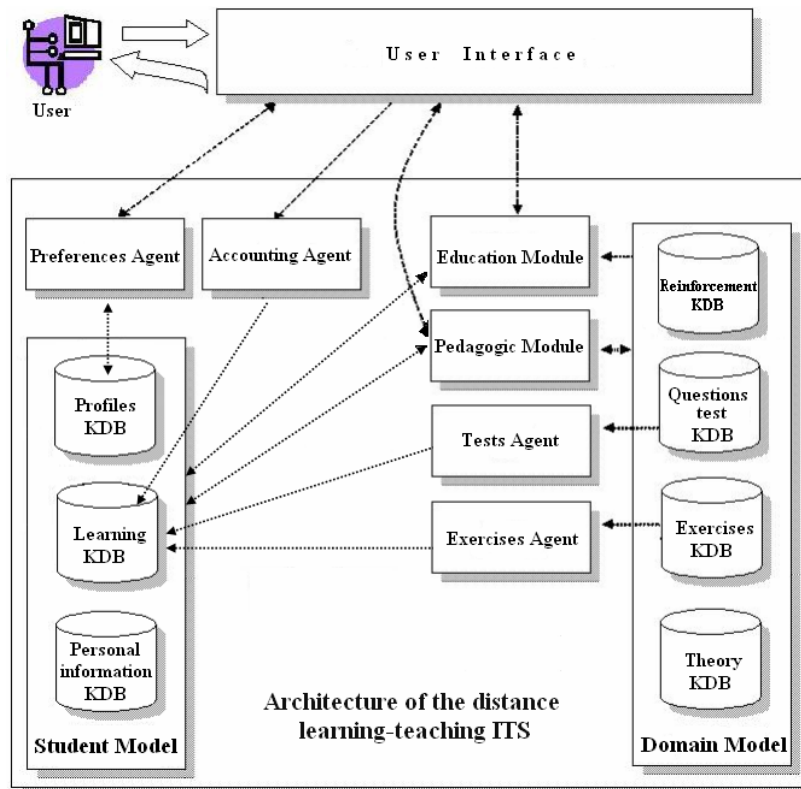 User Interface
User
Preferences Agent
Accounting Agent
Education Module
Reinforcement
KDB
Pedagogic Module
Profiles
KDB
Questions
test
KDB
Tests Agent
Learning
KDB
Exercises Agent
Exercises
KDB
Personal
information
KDB
Theory
KDB
Architecture of the distance
learning-teaching ITS
Student Model
Domain Model